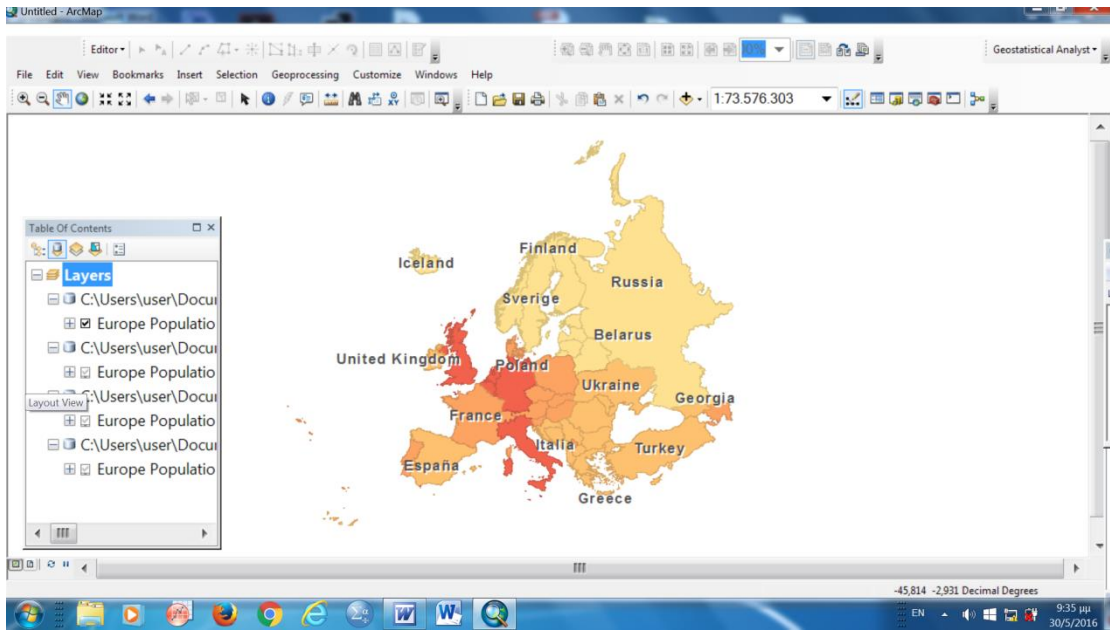 Untitled - ArcMap
Editor
Geostatistical Analyst
File Edit View Bookmarks Insert Selection Geoprocessing Customize Windows Help
1:73.576.303
Table Of Contents
Layers
C:\Users\user\Docu
Europe Populatio
C:\Users\user\Docu
Europe Populatio
C:\Users\user\Docu
Layout View
Europe Populatio
C:\Users\user\Docu
Europe Populatio
Iceland
Finland
Russia
Sverige
Belarus
United Kingdom
Poland
Ukraine
Georgia
France
Italia
Turkey
España
Greece
-45,814 -2,931 Decimal Degrees
EN
9:35 μμ
30/5/2016